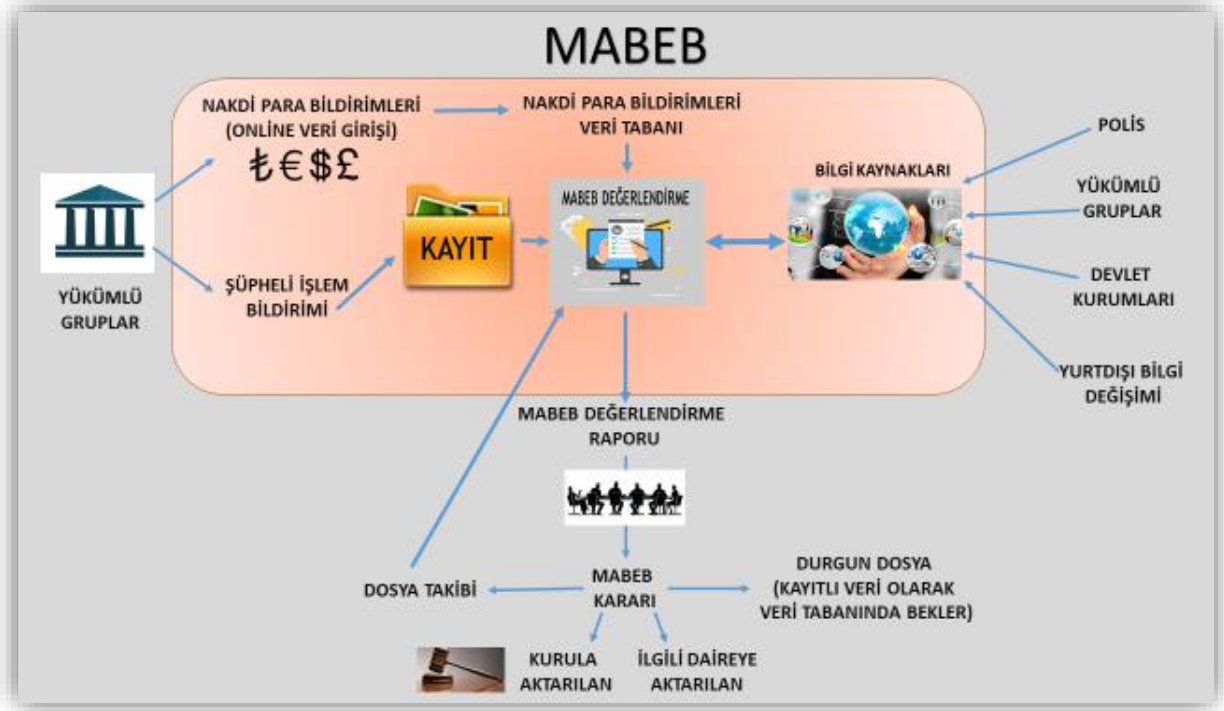 MABEB
NAKDİ PARA BİLDİRİMLERİ
(ONLİNE VERİ GİRİŞİ)
₺€$£
NAKDİ PARA BİLDİRİMLERİ
VERİ TABANI
POLİS
BİLGİ KAYNAKLARI
YÜKÜMLÜ
GRUPLAR
MABEB DEĞERLENDİRME
KAYIT
YÜKÜMLÜ
GRUPLAR
ŞÜPHELİ İŞLEM
BİLDİRİMİ
DEVLET
KURUMLARI
YURTDIŞI BİLGİ
DEĞİŞİMİ
MABEB DEĞERLENDİRME
RAPORU
DOSYA TAKİBİ
MABEB
KARARI
DURGUN DOSYA
(KAYITLI VERİ OLARAK
VERİ TABANINDA BEKLER)
KURULA
AKTARILAN
İLGİLİ DAİREYE
AKTARILAN